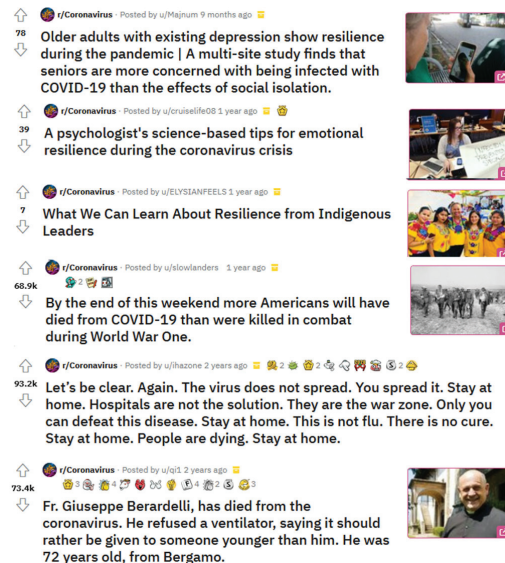 r/Coronavirus · Posted by u/Majnum 9 months ago
78
Older adults with existing depression show resilience
during the pandemic | A multi-site study finds that
seniors are more concerned with being infected with
COVID-19 than the effects of social isolation.
r/Coronavirus · Posted by u/cruiselife08 1 year ago
39
A psychologist's science-based tips for emotional
resilience during the coronavirus crisis
r/Coronavirus · Posted by u/ELYSIANFEELS 1 year ago
7
What We Can Learn About Resilience from Indigenous
Leaders
r/Coronavirus · Posted by u/slowlanders 1 year ago
2
68.9k
By the end of this weekend more Americans will have
died from COVID-19 than were killed in combat
during World War One.
r/Coronavirus · Posted by u/ihazone 2 years ago 2 2 2
93.2k
Let's be clear. Again. The virus does not spread. You spread it. Stay at
home. Hospitals are not the solution. They are the war zone. Only you
can defeat this disease. Stay at home. This is not flu. There is no cure.
Stay at home. People are dying. Stay at home.
r/Coronavirus · Posted by u/qi1 2 years ago
3 4 4 2 3
73.4k
Fr. Giuseppe Berardelli, has died from the
coronavirus. He refused a ventilator, saying it should
rather be given to someone younger than him. He was
72 years old, from Bergamo.